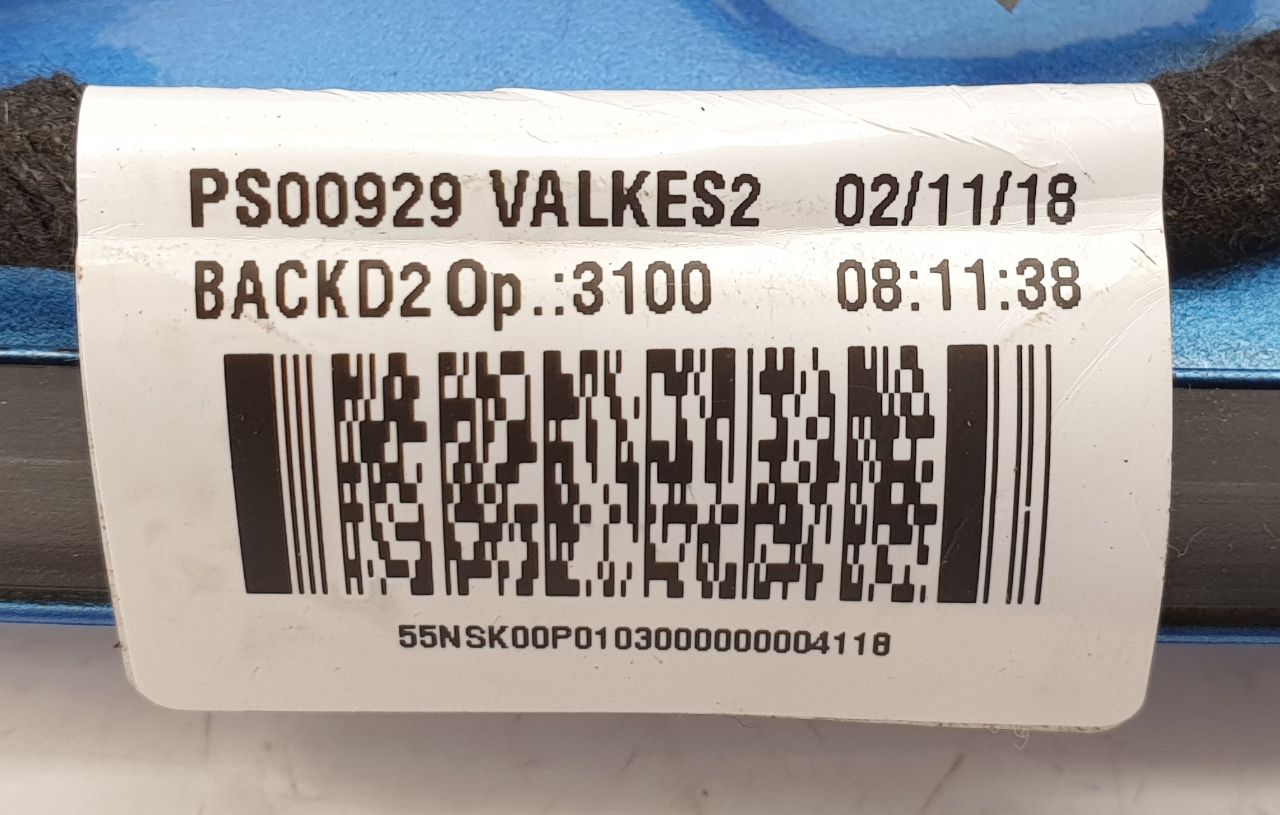 PS00929 VALKES2 02/11/18
BACKD2 Op.:3100 08:11:38
55NSK00P0103000000004118